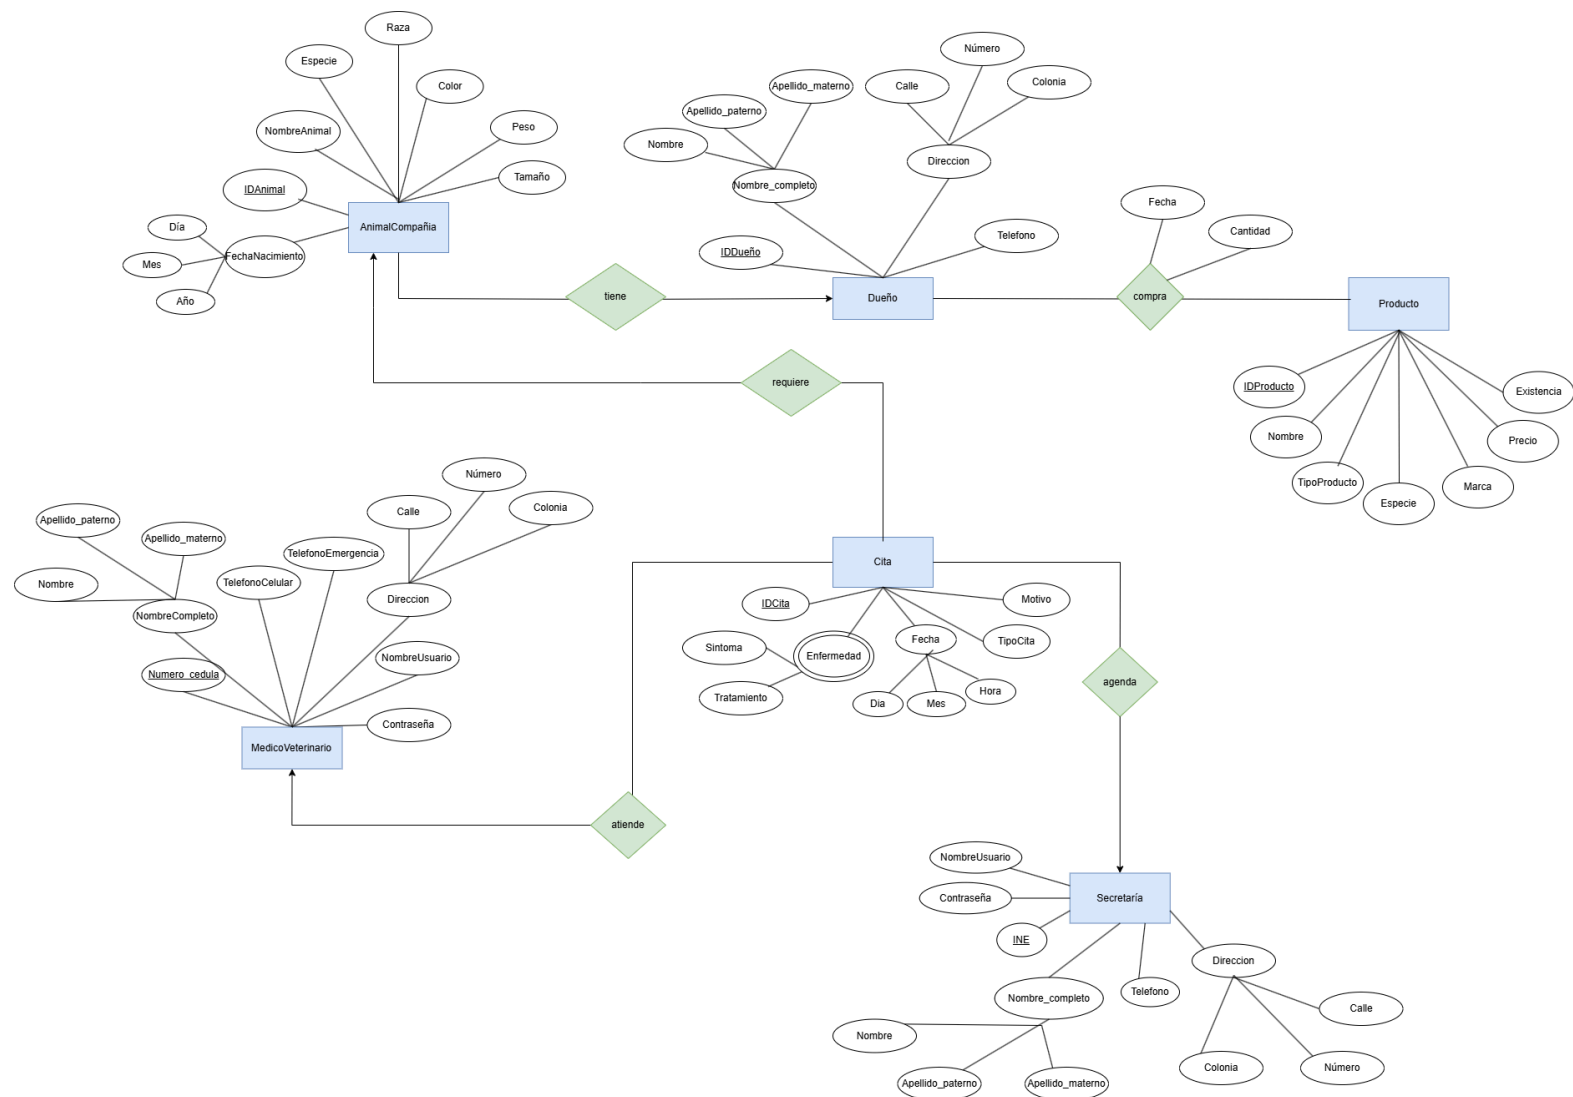 Raza
Especie
Color
NombreAnimal
Peso
IDAnimal
Tamaño
Día
AnimalCompañia
FechaNacimiento
Mes
Año
tiene
Apellido_materno
Apellido_paterno
Nombre
Nombre_completo
Número
Calle
Colonia
Direccion
IDDueño
Telefono
Dueño
Fecha
Cantidad
compra
Producto
IDProducto
Existencia
Nombre
Precio
TipoProducto
Marca
Especie
requiere
Número
Calle
Colonia
Apellido_paterno
Apellido_materno
TelefonoEmergencia
Nombre
TelefonoCelular
Direccion
NombreCompleto
NombreUsuario
Numero_cedula
Contraseña
MedicoVeterinario
Cita
IDCita
Motivo
Sintoma
Enfermedad
Fecha
TipoCita
Tratamiento
Dia
Mes
Hora
agenda
atiende
NombreUsuario
Contraseña
Secretaría
INE
Direccion
Nombre_completo
Telefono
Calle
Nombre
Colonia
Número
Apellido_paterno
Apellido_materno